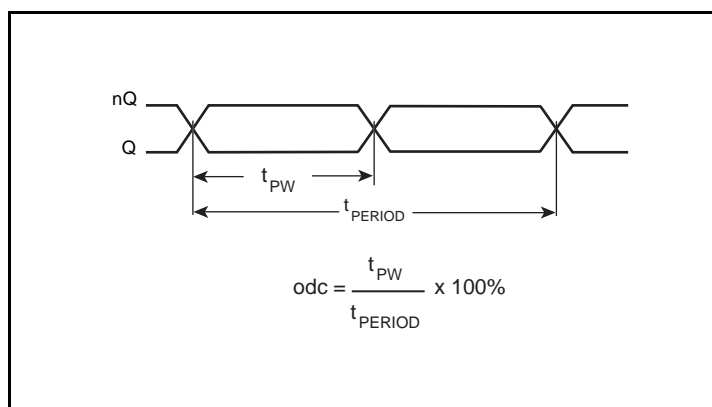 nQ
Q
tPW
tPERIOD
odc = tPW / tPERIOD x 100%